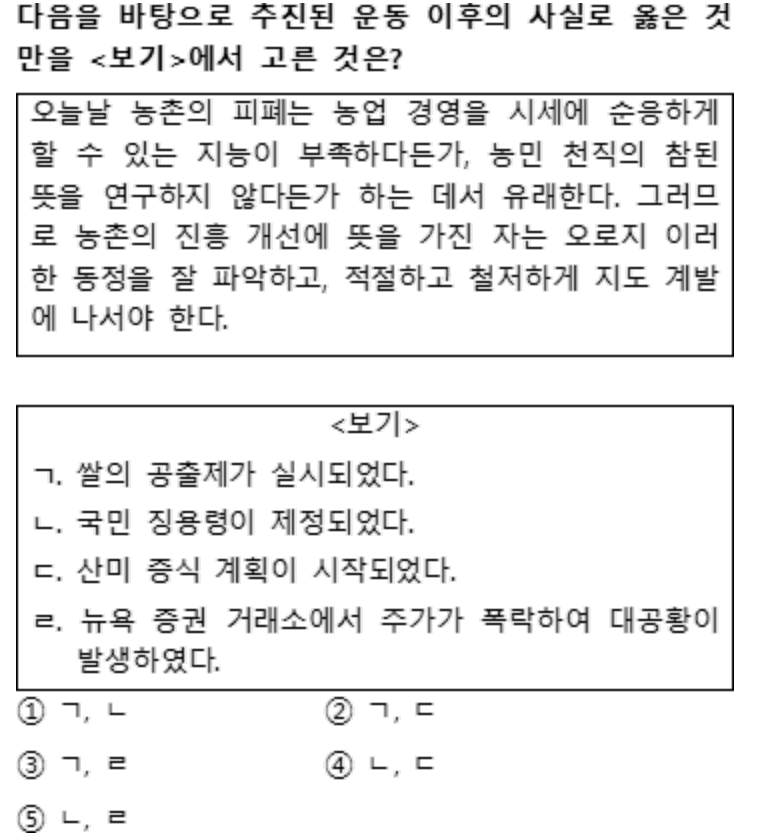 다음을 바탕으로 추진된 운동 이후의 사실로 옳은 것
만을 <보기>에서 고른 것은?
오늘날 농촌의 피폐는 농업 경영을 시세에 순응하게
할 수 있는 지능이 부족하다든가, 농민 천직의 참된
뜻을 연구하지 않다든가 하는 데서 유래한다. 그러므
로 농촌의 진흥 개선에 뜻을 가진 자는 오로지 이러
한 동정을 잘 파악하고, 적절하고 철저하게 지도 계발
에 나서야 한다.
<보기>
ㄱ. 쌀의 공출제가 실시되었다.
ㄴ. 국민 징용령이 제정되었다.
ㄷ. 산미 증식 계획이 시작되었다.
ㄹ. 뉴욕 증권 거래소에서 주가가 폭락하여 대공황이
발생하였다.
① ㄱ, ㄴ ② ㄱ, ㄷ
③ ㄱ, ㄹ ④ ㄴ, ㄷ
⑤ ㄴ, ㄹ